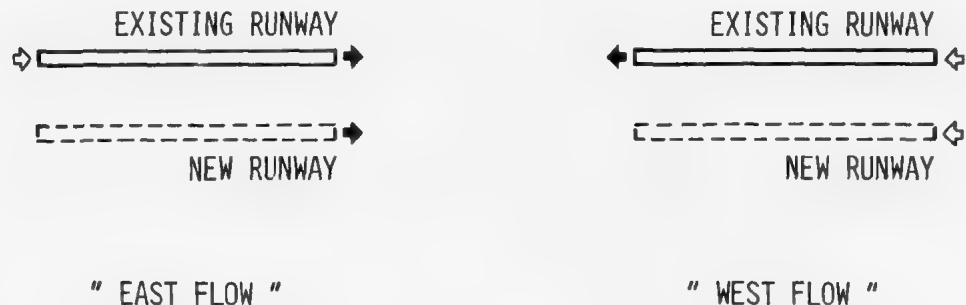 EXISTING RUNWAY
EXISTING RUNWAY
NEW RUNWAY
NEW RUNWAY
" EAST FLOW "
" WEST FLOW "